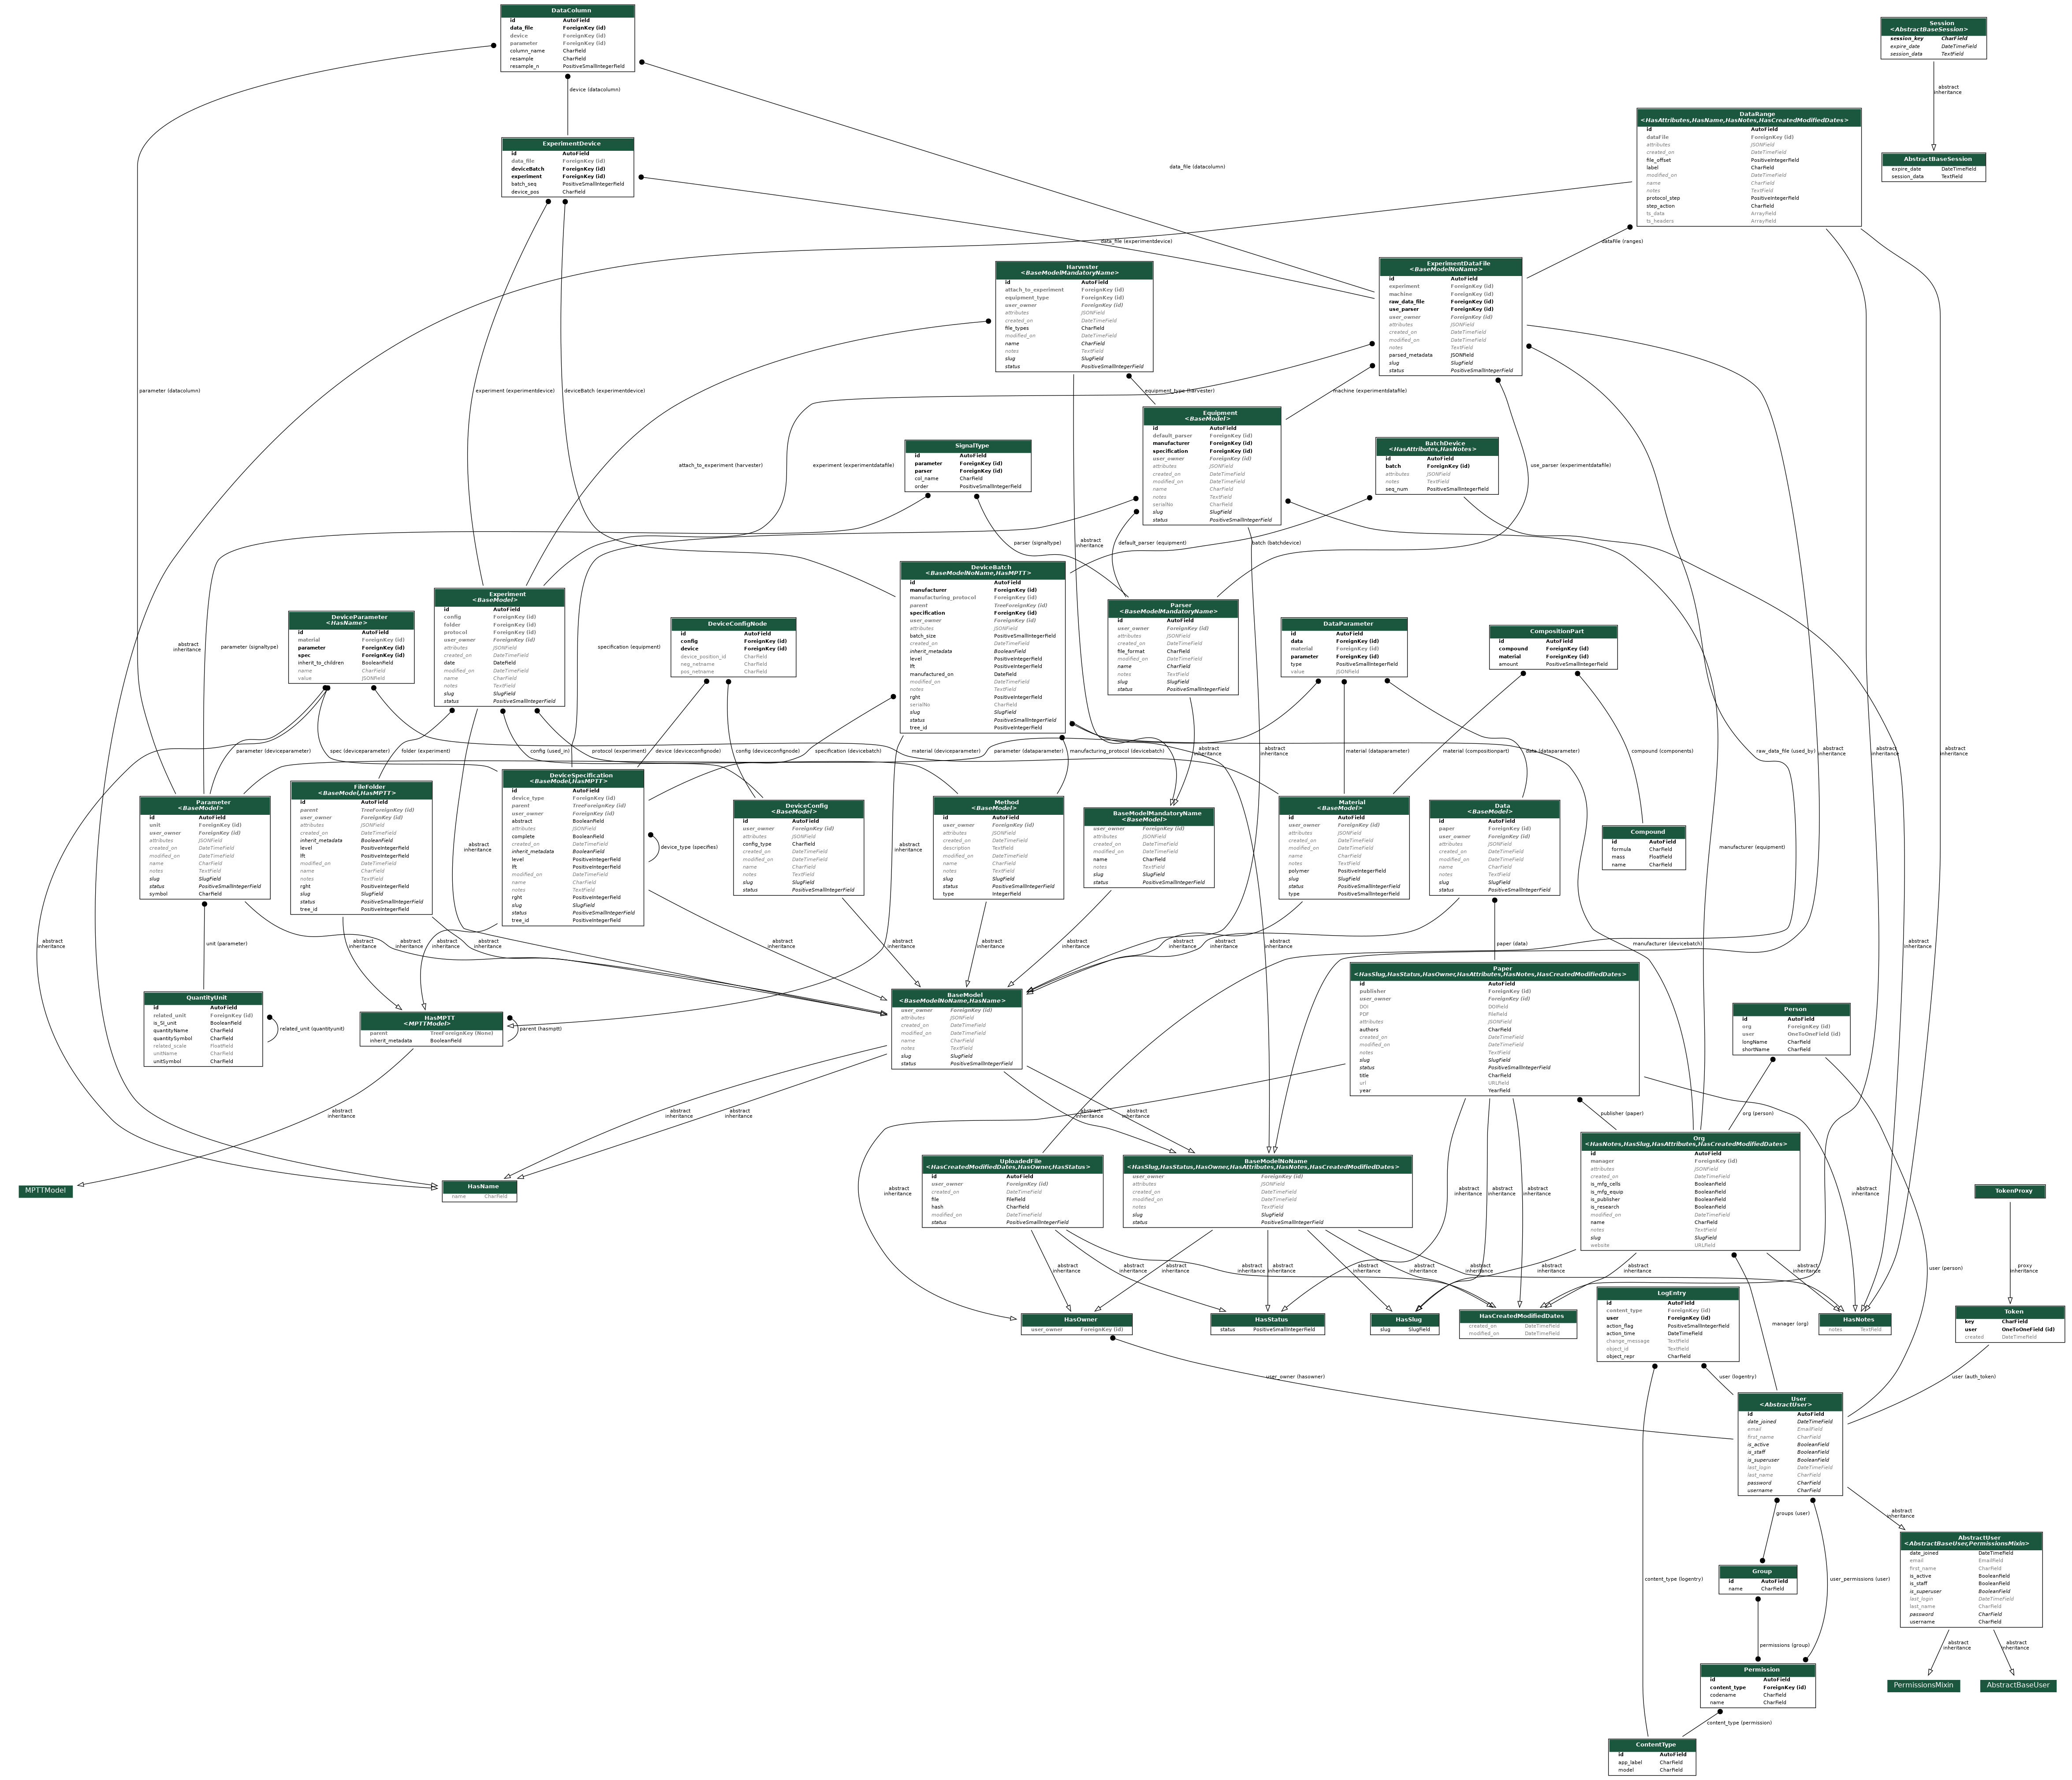 DataColumn
id AutoField
data_file ForeignKey (id)
device ForeignKey (id)
parameter ForeignKey (id)
column_name CharField
resample CharField
resample_n PositiveSmallIntegerField
Session
<AbstractBaseSession>
session_key CharField
expire_date DateTimeField
session_data TextField
device (datacolumn)
abstract
inheritance
DataRange
<HasAttributes,HasName,HasNotes,HasCreatedModifiedDates>
id AutoField
dataFile ForeignKey (id)
attributes JSONField
created_on DateTimeField
file_offset PositiveIntegerField
label CharField
modified_on DateTimeField
name CharField
notes TextField
protocol_step PositiveIntegerField
step_action CharField
ts_data ArrayField
ts_headers ArrayField
ExperimentDevice
id AutoField
data_file ForeignKey (id)
deviceBatch ForeignKey (id)
experiment ForeignKey (id)
batch_seq PositiveSmallIntegerField
device_pos CharField
AbstractBaseSession
expire_date DateTimeField
session_data TextField
data_file (datacolumn)
data_file (experimentdevice)
dataFile (ranges)
Harvester
<BaseModelMandatoryName>
id AutoField
attach_to_experiment ForeignKey (id)
equipment_type ForeignKey (id)
user_owner ForeignKey (id)
attributes JSONField
created_on DateTimeField
file_types CharField
modified_on DateTimeField
name CharField
notes TextField
slug SlugField
status PositiveSmallIntegerField
ExperimentDataFile
<BaseModelNoName>
id AutoField
experiment ForeignKey (id)
machine ForeignKey (id)
raw_data_file ForeignKey (id)
use_parser ForeignKey (id)
user_owner ForeignKey (id)
attributes JSONField
created_on DateTimeField
modified_on DateTimeField
notes TextField
parsed_metadata JSONField
slug SlugField
status PositiveSmallIntegerField
parameter (datacolumn)
experiment (experimentdevice)
deviceBatch (experimentdevice)
equipment_type (harvester)
machine (experimentdatafile)
Equipment
<BaseModel>
id AutoField
default_parser ForeignKey (id)
manufacturer ForeignKey (id)
specification ForeignKey (id)
user_owner ForeignKey (id)
attributes JSONField
created_on DateTimeField
modified_on DateTimeField
name CharField
notes TextField
serialNo CharField
slug SlugField
status PositiveSmallIntegerField
SignalType
id AutoField
parameter ForeignKey (id)
parser ForeignKey (id)
col_name CharField
order PositiveSmallIntegerField
BatchDevice
<HasAttributes,HasNotes>
id AutoField
batch ForeignKey (id)
attributes JSONField
notes TextField
seq_num PositiveSmallIntegerField
attach_to_experiment (harvester)
experiment (experimentdatafile)
use_parser (experimentdatafile)
parser (signaltype)
abstract
inheritance
default_parser (equipment)
batch (batchdevice)
DeviceBatch
<BaseModelNoName,HasMPTT>
id AutoField
manufacturer ForeignKey (id)
manufacturing_protocol ForeignKey (id)
parent TreeForeignKey (id)
specification ForeignKey (id)
user_owner ForeignKey (id)
attributes JSONField
batch_size PositiveSmallIntegerField
created_on DateTimeField
inherit_metadata BooleanField
level PositiveIntegerField
lft PositiveIntegerField
manufactured_on DateField
modified_on DateTimeField
notes TextField
rght PositiveIntegerField
serialNo CharField
slug SlugField
status PositiveSmallIntegerField
tree_id PositiveIntegerField
Experiment
<BaseModel>
id AutoField
config ForeignKey (id)
folder ForeignKey (id)
protocol ForeignKey (id)
user_owner ForeignKey (id)
attributes JSONField
created_on DateTimeField
date DateField
modified_on DateTimeField
name CharField
notes TextField
slug SlugField
status PositiveSmallIntegerField
Parser
<BaseModelMandatoryName>
id AutoField
user_owner ForeignKey (id)
attributes JSONField
created_on DateTimeField
file_format CharField
modified_on DateTimeField
name CharField
notes TextField
slug SlugField
status PositiveSmallIntegerField
DeviceParameter
<HasName>
id AutoField
material ForeignKey (id)
parameter ForeignKey (id)
spec ForeignKey (id)
inherit_to_children BooleanField
name CharField
value JSONField
DeviceConfigNode
id AutoField
config ForeignKey (id)
device ForeignKey (id)
device_position_id CharField
neg_netname CharField
pos_netname CharField
DataParameter
id AutoField
data ForeignKey (id)
material ForeignKey (id)
parameter ForeignKey (id)
type PositiveSmallIntegerField
value JSONField
CompositionPart
id AutoField
compound ForeignKey (id)
material ForeignKey (id)
amount PositiveSmallIntegerField
abstract
inheritance
parameter (signaltype)
specification (equipment)
parameter (deviceparameter)
spec (deviceparameter)
folder (experiment)
config (used_in)
protocol (experiment)
device (deviceconfignode)
config (deviceconfignode)
specification (devicebatch)
material (deviceparameter)
parameter (dataparameter)
manufacturing_protocol (devicebatch)
abstract
inheritance
abstract
inheritance
material (dataparameter)
material (compositionpart)
data (dataparameter)
compound (components)
raw_data_file (used_by)
abstract
inheritance
abstract
inheritance
abstract
inheritance
Parameter
<BaseModel>
id AutoField
unit ForeignKey (id)
user_owner ForeignKey (id)
attributes JSONField
created_on DateTimeField
modified_on DateTimeField
name CharField
notes TextField
slug SlugField
status PositiveSmallIntegerField
symbol CharField
FileFolder
<BaseModel,HasMPTT>
id AutoField
parent TreeForeignKey (id)
user_owner ForeignKey (id)
attributes JSONField
created_on DateTimeField
inherit_metadata BooleanField
level PositiveIntegerField
lft PositiveIntegerField
modified_on DateTimeField
name CharField
notes TextField
rght PositiveIntegerField
slug SlugField
status PositiveSmallIntegerField
tree_id PositiveIntegerField
DeviceSpecification
<BaseModel,HasMPTT>
id AutoField
device_type ForeignKey (id)
parent TreeForeignKey (id)
user_owner ForeignKey (id)
abstract BooleanField
attributes JSONField
complete BooleanField
created_on DateTimeField
inherit_metadata BooleanField
level PositiveIntegerField
lft PositiveIntegerField
modified_on DateTimeField
name CharField
notes TextField
rght PositiveIntegerField
slug SlugField
status PositiveSmallIntegerField
tree_id PositiveIntegerField
device_type (specifies)
DeviceConfig
<BaseModel>
id AutoField
user_owner ForeignKey (id)
attributes JSONField
config_type CharField
created_on DateTimeField
modified_on DateTimeField
name CharField
notes TextField
slug SlugField
status PositiveSmallIntegerField
Method
<BaseModel>
id AutoField
user_owner ForeignKey (id)
attributes JSONField
created_on DateTimeField
description TextField
modified_on DateTimeField
name CharField
notes TextField
slug SlugField
status PositiveSmallIntegerField
type IntegerField
BaseModelMandatoryName
<BaseModel>
user_owner ForeignKey (id)
attributes JSONField
created_on DateTimeField
modified_on DateTimeField
name CharField
notes TextField
slug SlugField
status PositiveSmallIntegerField
Material
<BaseModel>
id AutoField
user_owner ForeignKey (id)
attributes JSONField
created_on DateTimeField
modified_on DateTimeField
name CharField
notes TextField
polymer PositiveIntegerField
slug SlugField
status PositiveSmallIntegerField
type PositiveSmallIntegerField
Data
<BaseModel>
id AutoField
paper ForeignKey (id)
user_owner ForeignKey (id)
attributes JSONField
created_on DateTimeField
modified_on DateTimeField
name CharField
notes TextField
slug SlugField
status PositiveSmallIntegerField
Compound
id AutoField
formula CharField
mass FloatField
name CharField
abstract
inheritance
abstract
inheritance
manufacturer (equipment)
abstract
inheritance
unit (parameter)
abstract
inheritance
abstract
inheritance
abstract
inheritance
abstract
inheritance
abstract
inheritance
abstract
inheritance
abstract
inheritance
abstract
inheritance
abstract
inheritance
abstract
inheritance
abstract
inheritance
paper (data)
manufacturer (devicebatch)
abstract
inheritance
QuantityUnit
id AutoField
related_unit ForeignKey (id)
is_SI_unit BooleanField
quantityName CharField
quantitySymbol CharField
related_scale FloatField
unitName CharField
unitSymbol CharField
related_unit (quantityunit)
HasMPTT
<MPTTModel>
parent TreeForeignKey (None)
inherit_metadata BooleanField
parent (hasmptt)
BaseModel
<BaseModelNoName,HasName>
user_owner ForeignKey (id)
attributes JSONField
created_on DateTimeField
modified_on DateTimeField
name CharField
notes TextField
slug SlugField
status PositiveSmallIntegerField
Paper
<HasSlug,HasStatus,HasOwner,HasAttributes,HasNotes,HasCreatedModifiedDates>
id AutoField
publisher ForeignKey (id)
user_owner ForeignKey (id)
DOI DOIField
PDF FileField
attributes JSONField
authors CharField
created_on DateTimeField
modified_on DateTimeField
notes TextField
slug SlugField
status PositiveSmallIntegerField
title CharField
url URLField
year YearField
Person
id AutoField
org ForeignKey (id)
user OneToOneField (id)
longName CharField
shortName CharField
abstract
inheritance
abstract
inheritance
abstract
inheritance
abstract
inheritance
abstract
inheritance
publisher (paper)
org (person)
Org
<HasNotes,HasSlug,HasAttributes,HasCreatedModifiedDates>
id AutoField
manager ForeignKey (id)
attributes JSONField
created_on DateTimeField
is_mfg_cells BooleanField
is_mfg_equip BooleanField
is_publisher BooleanField
is_research BooleanField
modified_on DateTimeField
name CharField
notes TextField
slug SlugField
website URLField
MPTTModel
HasName
name CharField
UploadedFile
<HasCreatedModifiedDates,HasOwner,HasStatus>
id AutoField
user_owner ForeignKey (id)
created_on DateTimeField
file FileField
hash CharField
modified_on DateTimeField
status PositiveSmallIntegerField
BaseModelNoName
<HasSlug,HasStatus,HasOwner,HasAttributes,HasNotes,HasCreatedModifiedDates>
user_owner ForeignKey (id)
attributes JSONField
created_on DateTimeField
modified_on DateTimeField
notes TextField
slug SlugField
status PositiveSmallIntegerField
TokenProxy
abstract
inheritance
abstract
inheritance
abstract
inheritance
abstract
inheritance
abstract
inheritance
abstract
inheritance
abstract
inheritance
abstract
inheritance
abstract
inheritance
abstract
inheritance
abstract
inheritance
abstract
inheritance
abstract
inheritance
abstract
inheritance
abstract
inheritance
user (person)
proxy
inheritance
HasOwner
user_owner ForeignKey (id)
HasStatus
status PositiveSmallIntegerField
HasSlug
slug SlugField
HasCreatedModifiedDates
created_on DateTimeField
modified_on DateTimeField
LogEntry
id AutoField
content_type ForeignKey (id)
user ForeignKey (id)
action_flag PositiveSmallIntegerField
action_time DateTimeField
change_message TextField
object_id TextField
object_repr CharField
manager (org)
HasNotes
notes TextField
Token
key CharField
user OneToOneField (id)
created DateTimeField
user_owner (hasowner)
user (logentry)
user (auth_token)
User
<AbstractUser>
id AutoField
date_joined DateTimeField
email EmailField
first_name CharField
is_active BooleanField
is_staff BooleanField
is_superuser BooleanField
last_login DateTimeField
last_name CharField
password CharField
username CharField
groups (user)
abstract
inheritance
AbstractUser
<AbstractBaseUser,PermissionsMixin>
date_joined DateTimeField
email EmailField
first_name CharField
is_active BooleanField
is_staff BooleanField
is_superuser BooleanField
last_login DateTimeField
last_name CharField
password CharField
username CharField
Group
id AutoField
name CharField
content_type (logentry)
user_permissions (user)
permissions (group)
abstract
inheritance
abstract
inheritance
Permission
id AutoField
content_type ForeignKey (id)
codename CharField
name CharField
PermissionsMixin
AbstractBaseUser
content_type (permission)
ContentType
id AutoField
app_label CharField
model CharField